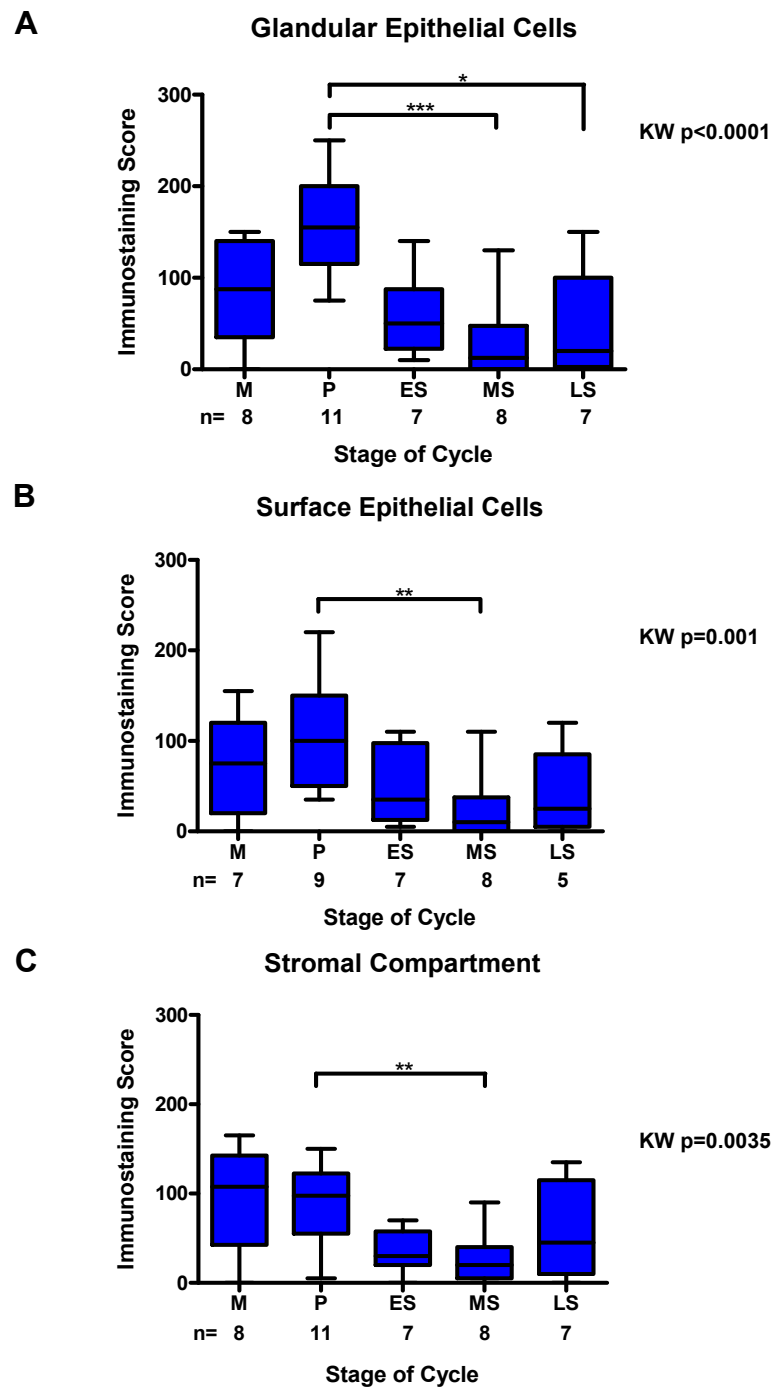 A
Glandular Epithelial Cells
300
*
***
KW p<0.0001
200
100
0
Immunostaining Score
M P ES MS LS
n= 8 11 7 8 7
Stage of Cycle
B
Surface Epithelial Cells
300
**
KW p=0.001
200
100
0
Immunostaining Score
M P ES MS LS
n= 7 9 7 8 5
Stage of Cycle
C
Stromal Compartment
300
**
200
KW p=0.0035
100
0
Immunostaining Score
M P ES MS LS
n= 8 11 7 8 7
Stage of Cycle